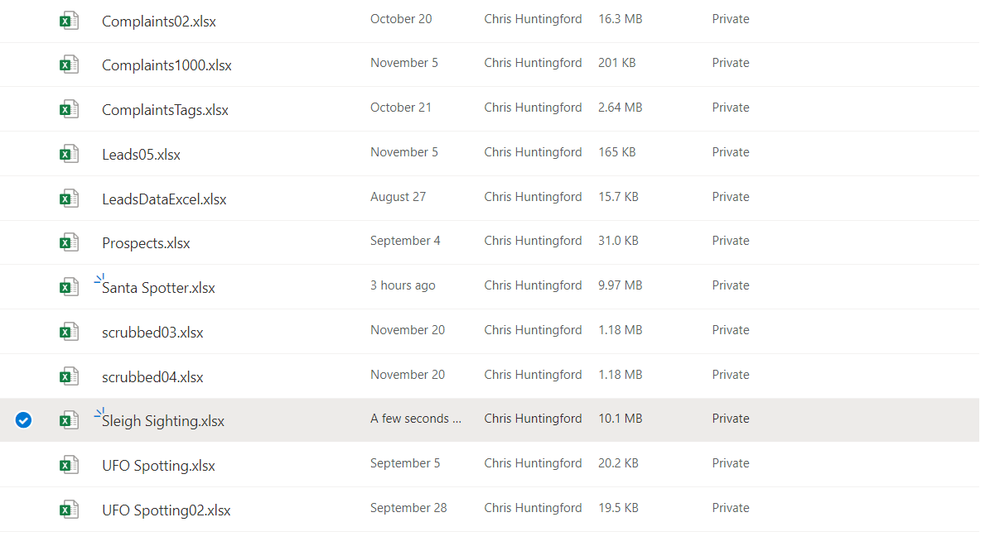 Complaints02.xlsx October 20 Chris Huntingford 16.3 MB Private
Complaints1000.xlsx November 5 Chris Huntingford 201 KB Private
ComplaintsTags.xlsx October 21 Chris Huntingford 2.64 MB Private
Leads05.xlsx November 5 Chris Huntingford 165 KB Private
LeadsDataExcel.xlsx August 27 Chris Huntingford 15.7 KB Private
Prospects.xlsx September 4 Chris Huntingford 31.0 KB Private
Santa Spotter.xlsx 3 hours ago Chris Huntingford 9.97 MB Private
scrubbed03.xlsx November 20 Chris Huntingford 1.18 MB Private
scrubbed04.xlsx November 20 Chris Huntingford 1.18 MB Private
Sleigh Sighting.xlsx A few seconds ... Chris Huntingford 10.1 MB Private
UFO Spotting.xlsx September 5 Chris Huntingford 20.2 KB Private
UFO Spotting02.xlsx September 28 Chris Huntingford 19.5 KB Private